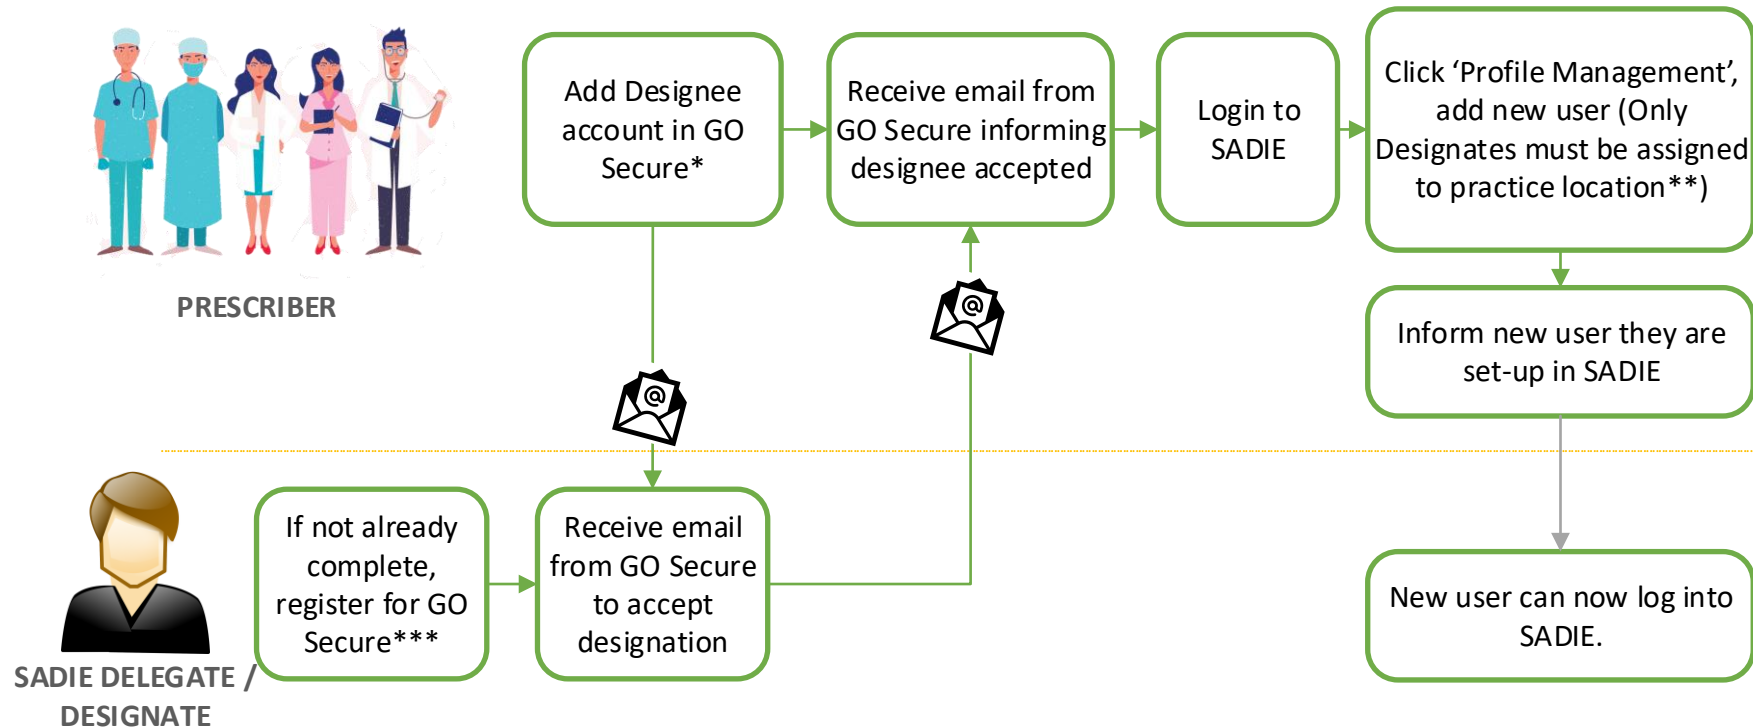 Add Designee
account in GO
Secure*
Receive email from
GO Secure informing
designee accepted
Login to
SADIE
Click ‘Profile Management’,
add new user (Only
Designates must be assigned
to practice location**)
PRESCRIBER
Inform new user they are
set-up in SADIE
If not already
complete,
register for GO
Secure***
Receive email
from GO Secure
to accept
designation
New user can now log into
SADIE.
SADIE DELEGATE /
DESIGNATE